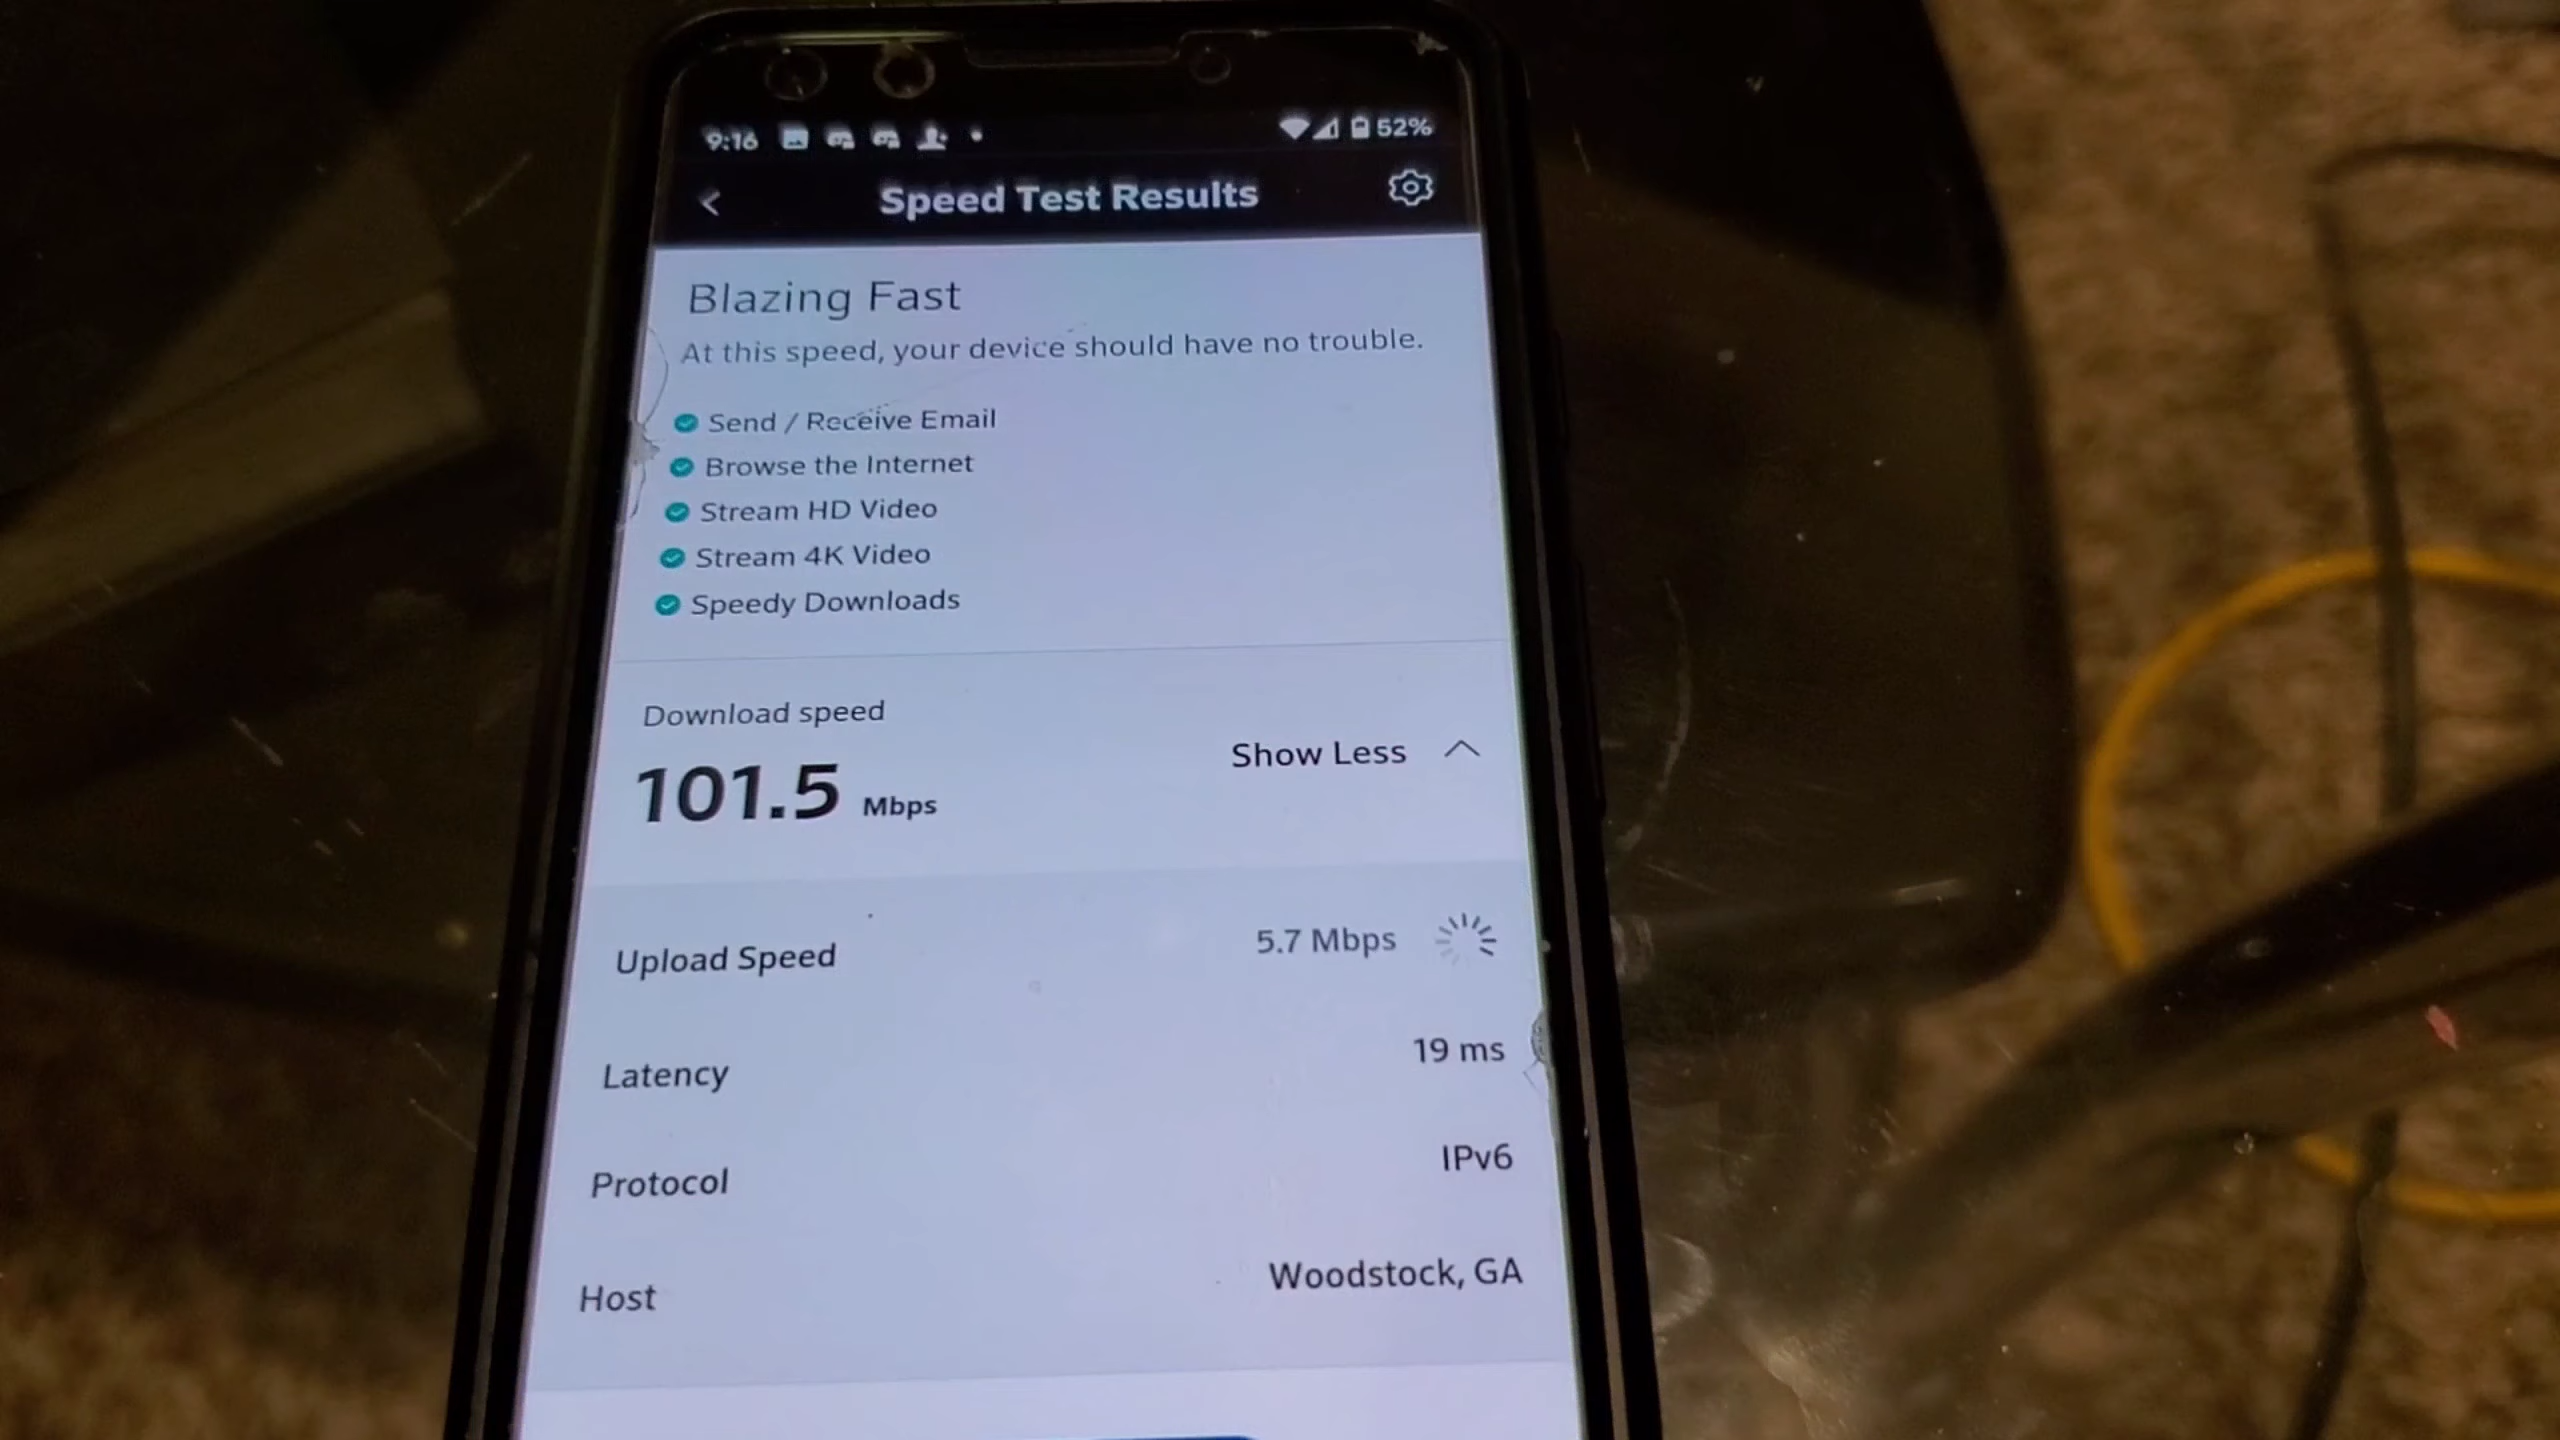 9:16 52%
Speed Test Results
Blazing Fast
At this speed, your device should have no trouble.
Send / Receive Email
Browse the Internet
Stream HD Video
Stream 4K Video
Speedy Downloads
Download speed
101.5 Mbps
Show Less
Upload Speed 5.7 Mbps
Latency 19 ms
Protocol IPv6
Host Woodstock, GA